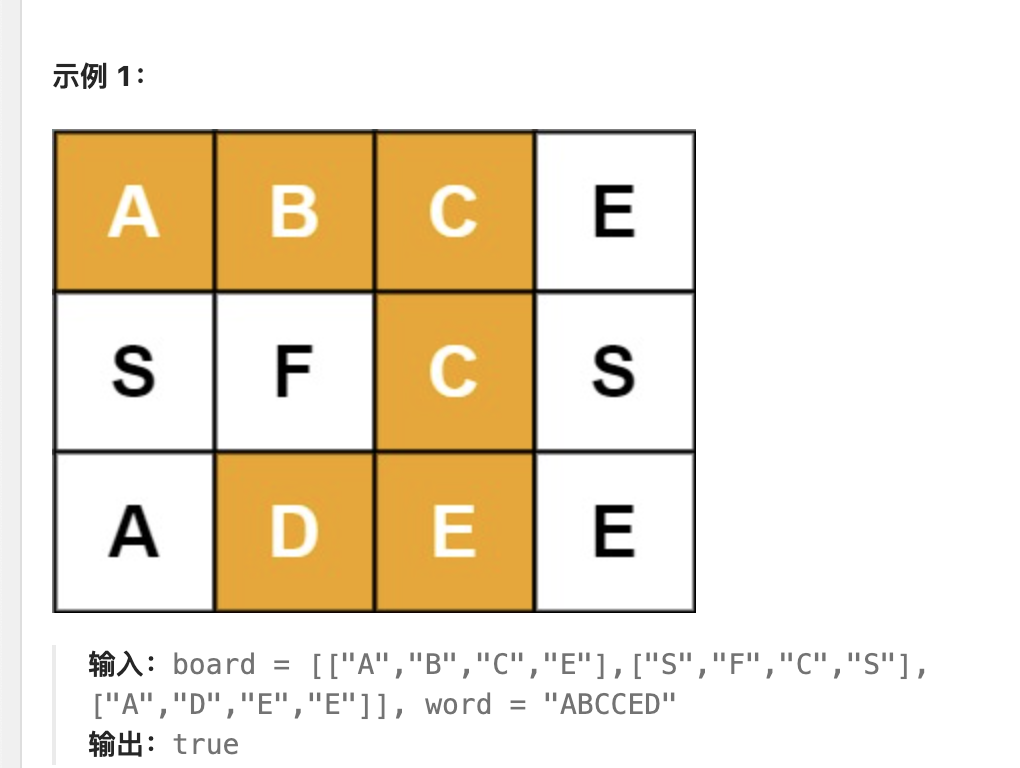 示例 1：
A B C E
S F C S
A D E E
输入：board = [["A","B","C","E"],["S","F","C","S"],
["A","D","E","E"]], word = "ABCCED"
输出：true